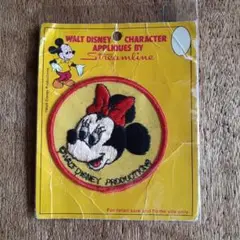 WALT DISNEY CHARACTER
APPLIQUES BY
Streamline
©WALT DISNEY PRODUCTIONS